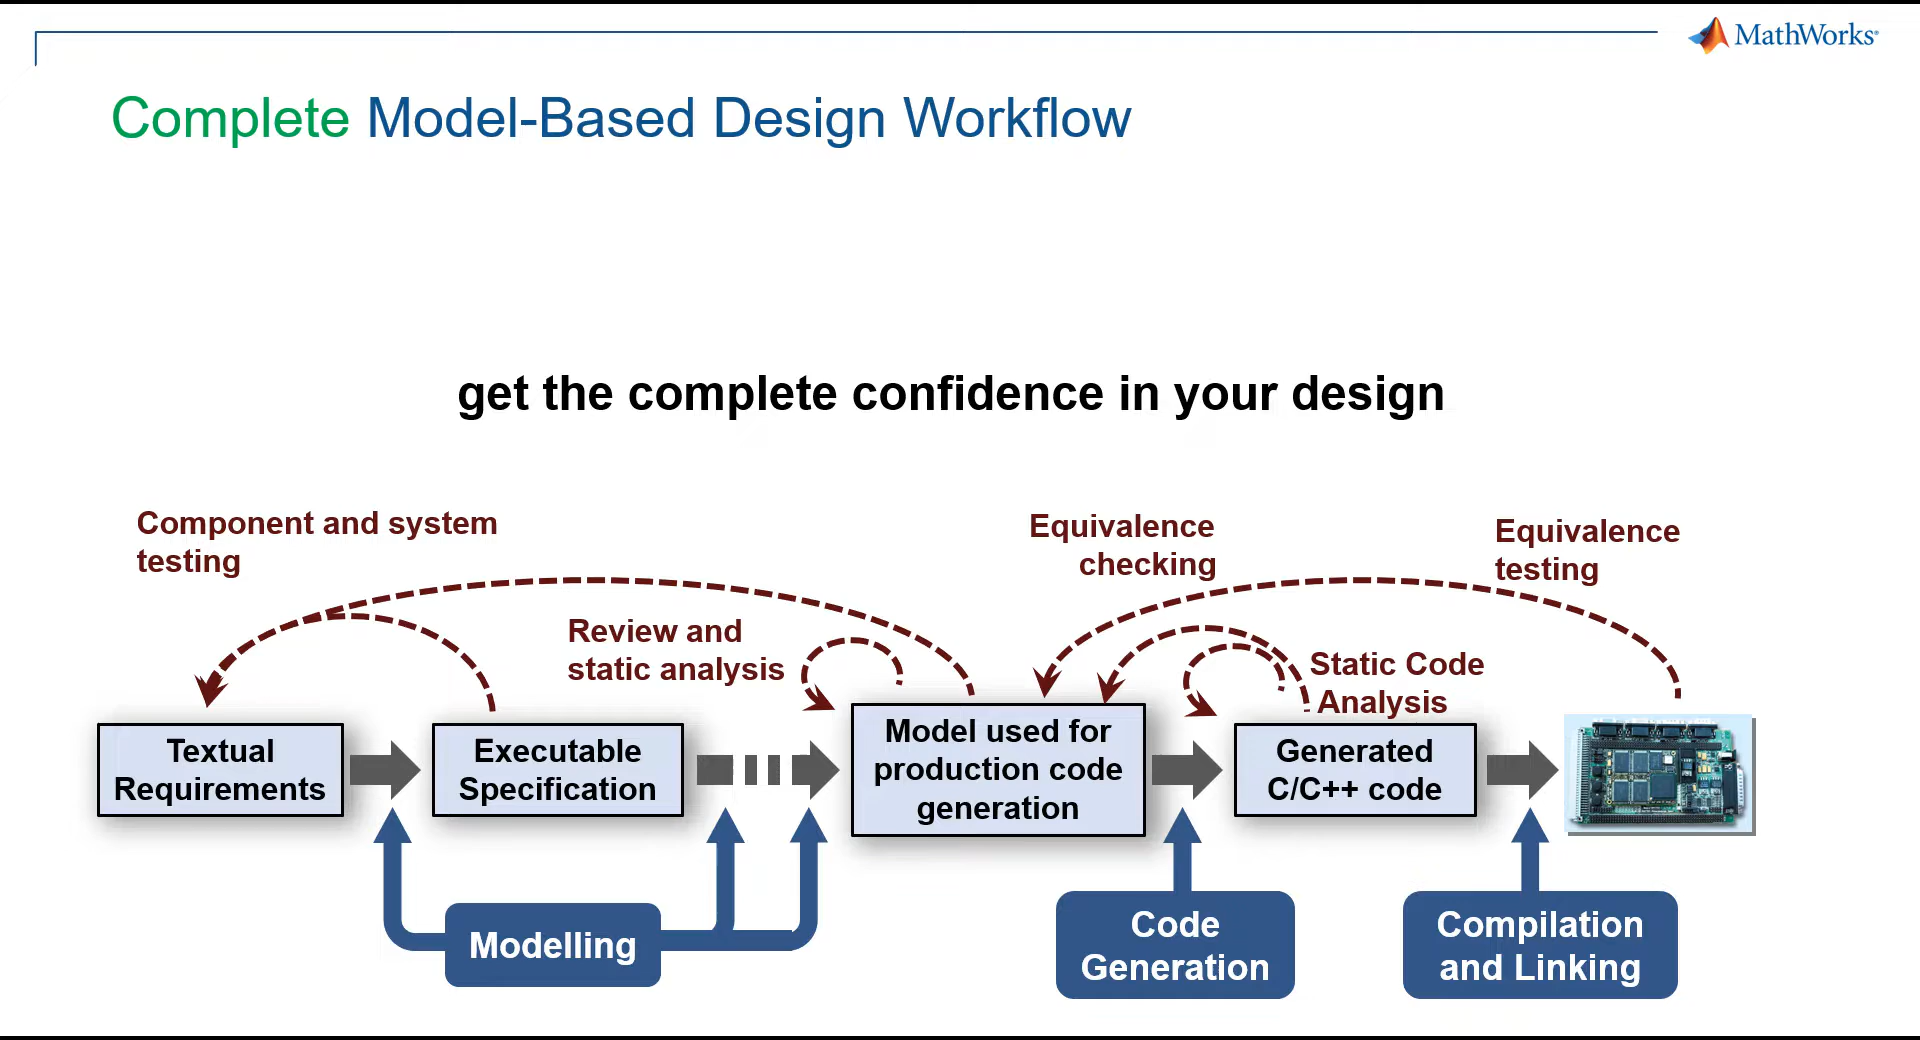 MathWorks®
Complete Model-Based Design Workflow
get the complete confidence in your design
Component and system
testing
Equivalence
checking
Equivalence
testing
Review and
static analysis
Static Code
Analysis
Textual
Requirements
Executable
Specification
Model used for
production code
generation
Generated
C/C++ code
Modelling
Code
Generation
Compilation
and Linking